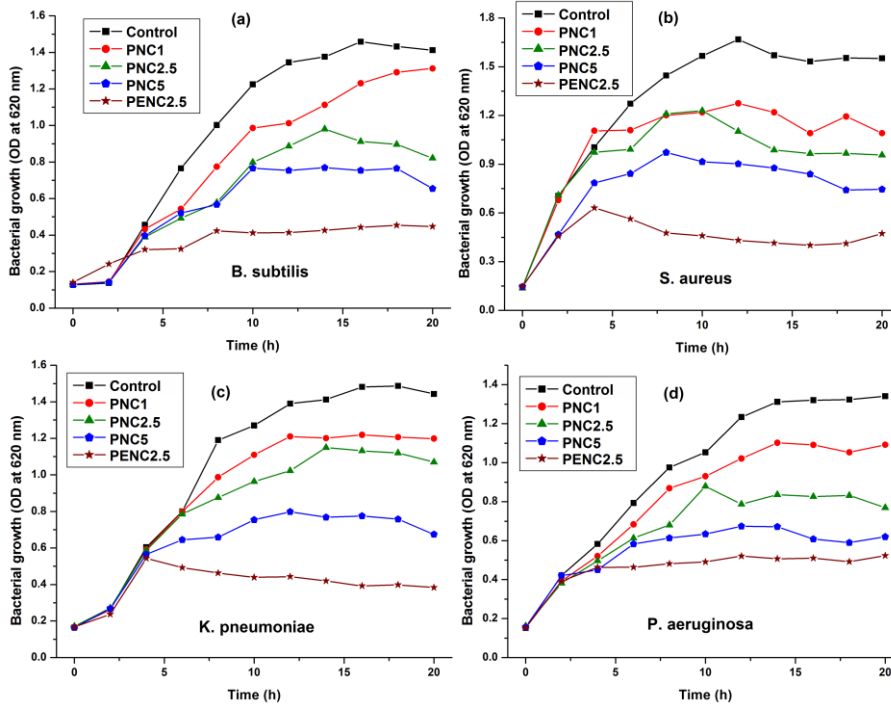 (a)
Control
PNC1
PNC2.5
PNC5
PENC2.5
Bacterial growth (OD at 620 nm)
1.6
1.4
1.2
1.0
0.8
0.6
0.4
0.2
0.0
B. subtilis
0 5 10 15 20
Time (h)
(b)
Control
PNC1
PNC2.5
PNC5
PENC2.5
Bacterial growth (OD at 620 nm)
1.8
1.5
1.2
0.9
0.6
0.3
0.0
S. aureus
0 5 10 15 20
Time (h)
(c)
Control
PNC1
PNC2.5
PNC5
PENC2.5
Bacterial growth (OD at 620 nm)
1.6
1.4
1.2
1.0
0.8
0.6
0.4
0.2
0.0
K. pneumoniae
0 5 10 15 20
Time (h)
(d)
Control
PNC1
PNC2.5
PNC5
PENC2.5
Bacterial growth (OD at 620 nm)
1.4
1.2
1.0
0.8
0.6
0.4
0.2
0.0
P. aeruginosa
0 5 10 15 20
Time (h)